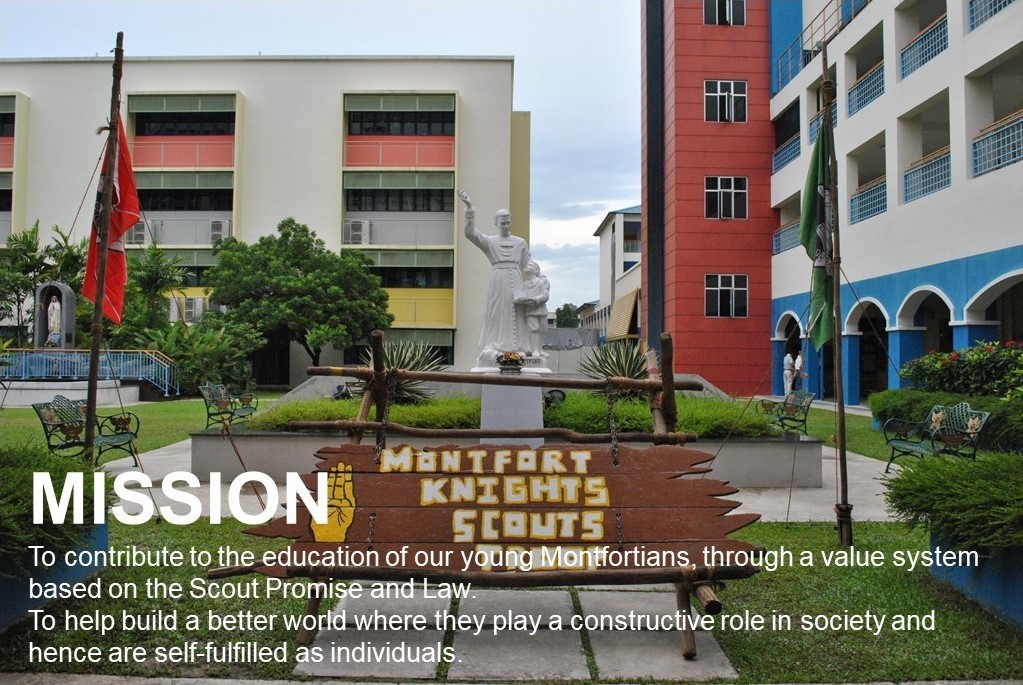 MONTFORT
KNIGHTS
SCOUTS
MISSION
To contribute to the education of our young Montfortians, through a value system
based on the Scout Promise and Law.
To help build a better world where they play a constructive role in society and
hence are self-fulfilled as individuals.